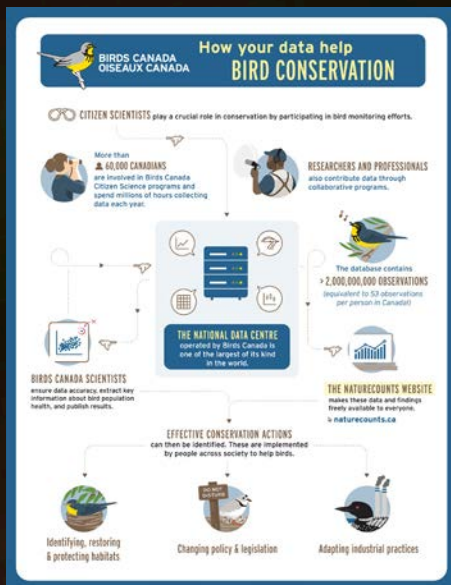 BIRDS CANADA
OISEAUX CANADA
How your data help
BIRD CONSERVATION
CITIZEN SCIENTISTS play a crucial role in conservation by participating in bird monitoring efforts.
More than
60,000 CANADIANS
are involved in Birds Canada
Citizen Science programs and
spend millions of hours collecting
data each year.
RESEARCHERS AND PROFESSIONALS
also contribute data through
collaborative programs.
The database contains
> 2,000,000,000 OBSERVATIONS
(equivalent to 53 observations
per person in Canada!)
THE NATIONAL DATA CENTRE
operated by Birds Canada is
one of the largest of its kind
in the world.
BIRDS CANADA SCIENTISTS
ensure data accuracy, extract key
information about bird population
health, and publish results.
THE NATURECOUNTS WEBSITE
makes these data and findings
freely available to everyone.
naturecounts.ca
EFFECTIVE CONSERVATION ACTIONS
can then be identified. These are implemented
by people across society to help birds.
DO NOT
DISTURB
Identifying, restoring
& protecting habitats
Changing policy & legislation
Adapting industrial practices